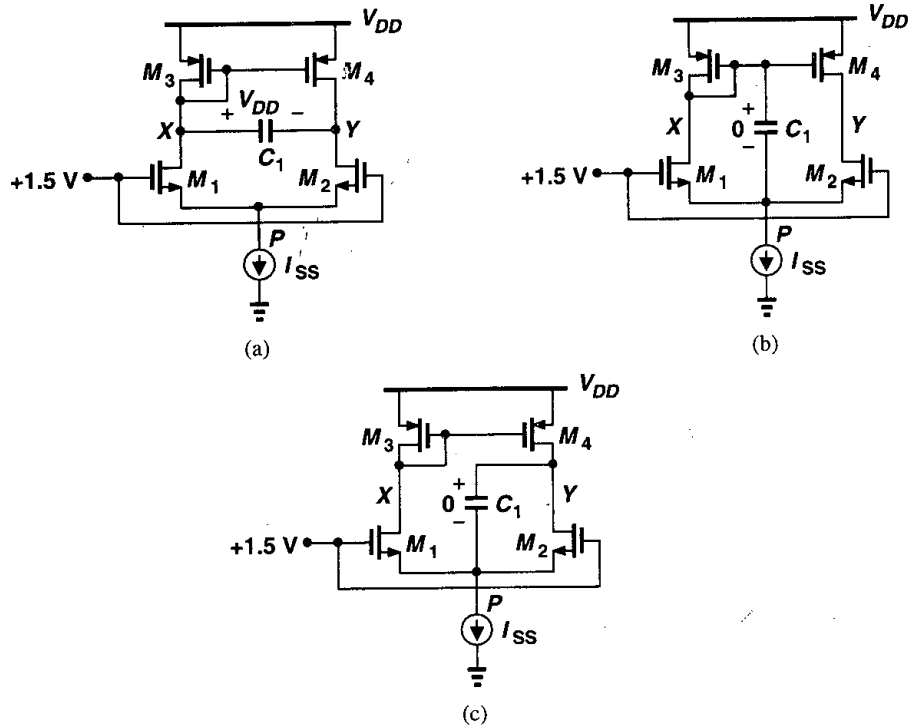 V_DD
M_3
M_4
V_DD
+ −
X
Y
C_1
+1.5 V
M_1
M_2
P
I_SS
(a)
V_DD
M_3
M_4
+
0
−
C_1
X
Y
+1.5 V
M_1
M_2
P
I_SS
(b)
V_DD
M_3
M_4
X
+
0
−
C_1
Y
+1.5 V
M_1
M_2
P
I_SS
(c)